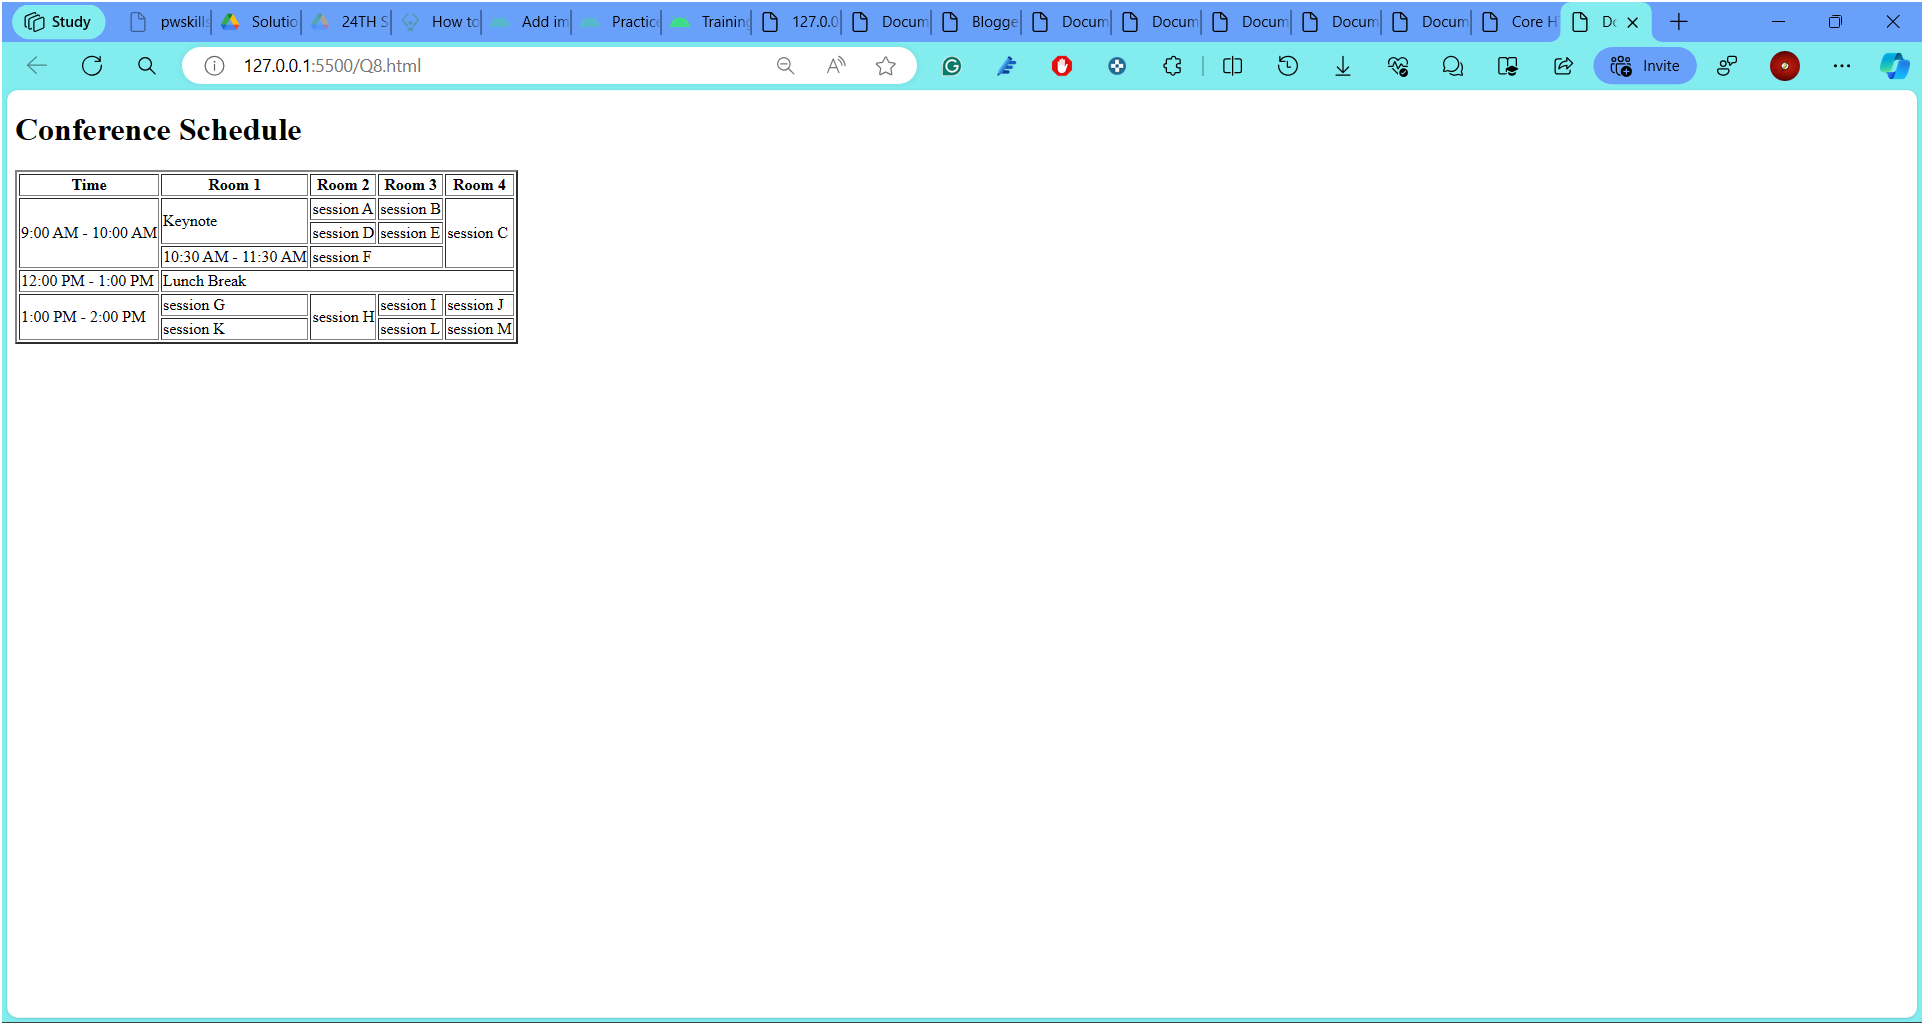 Study pwskills Solutio 24TH S How to Add im Practice Training 127.0.0 Docum Blogge Docum Docum Docum Docum Docum Core H Do
127.0.0.1:5500/Q8.html Invite
Conference Schedule
Time Room 1 Room 2 Room 3 Room 4
9:00 AM - 10:00 AM Keynote session A session B session C
session D session E
10:30 AM - 11:30 AM session F
12:00 PM - 1:00 PM Lunch Break
1:00 PM - 2:00 PM session G session H session I session J
session K session L session M